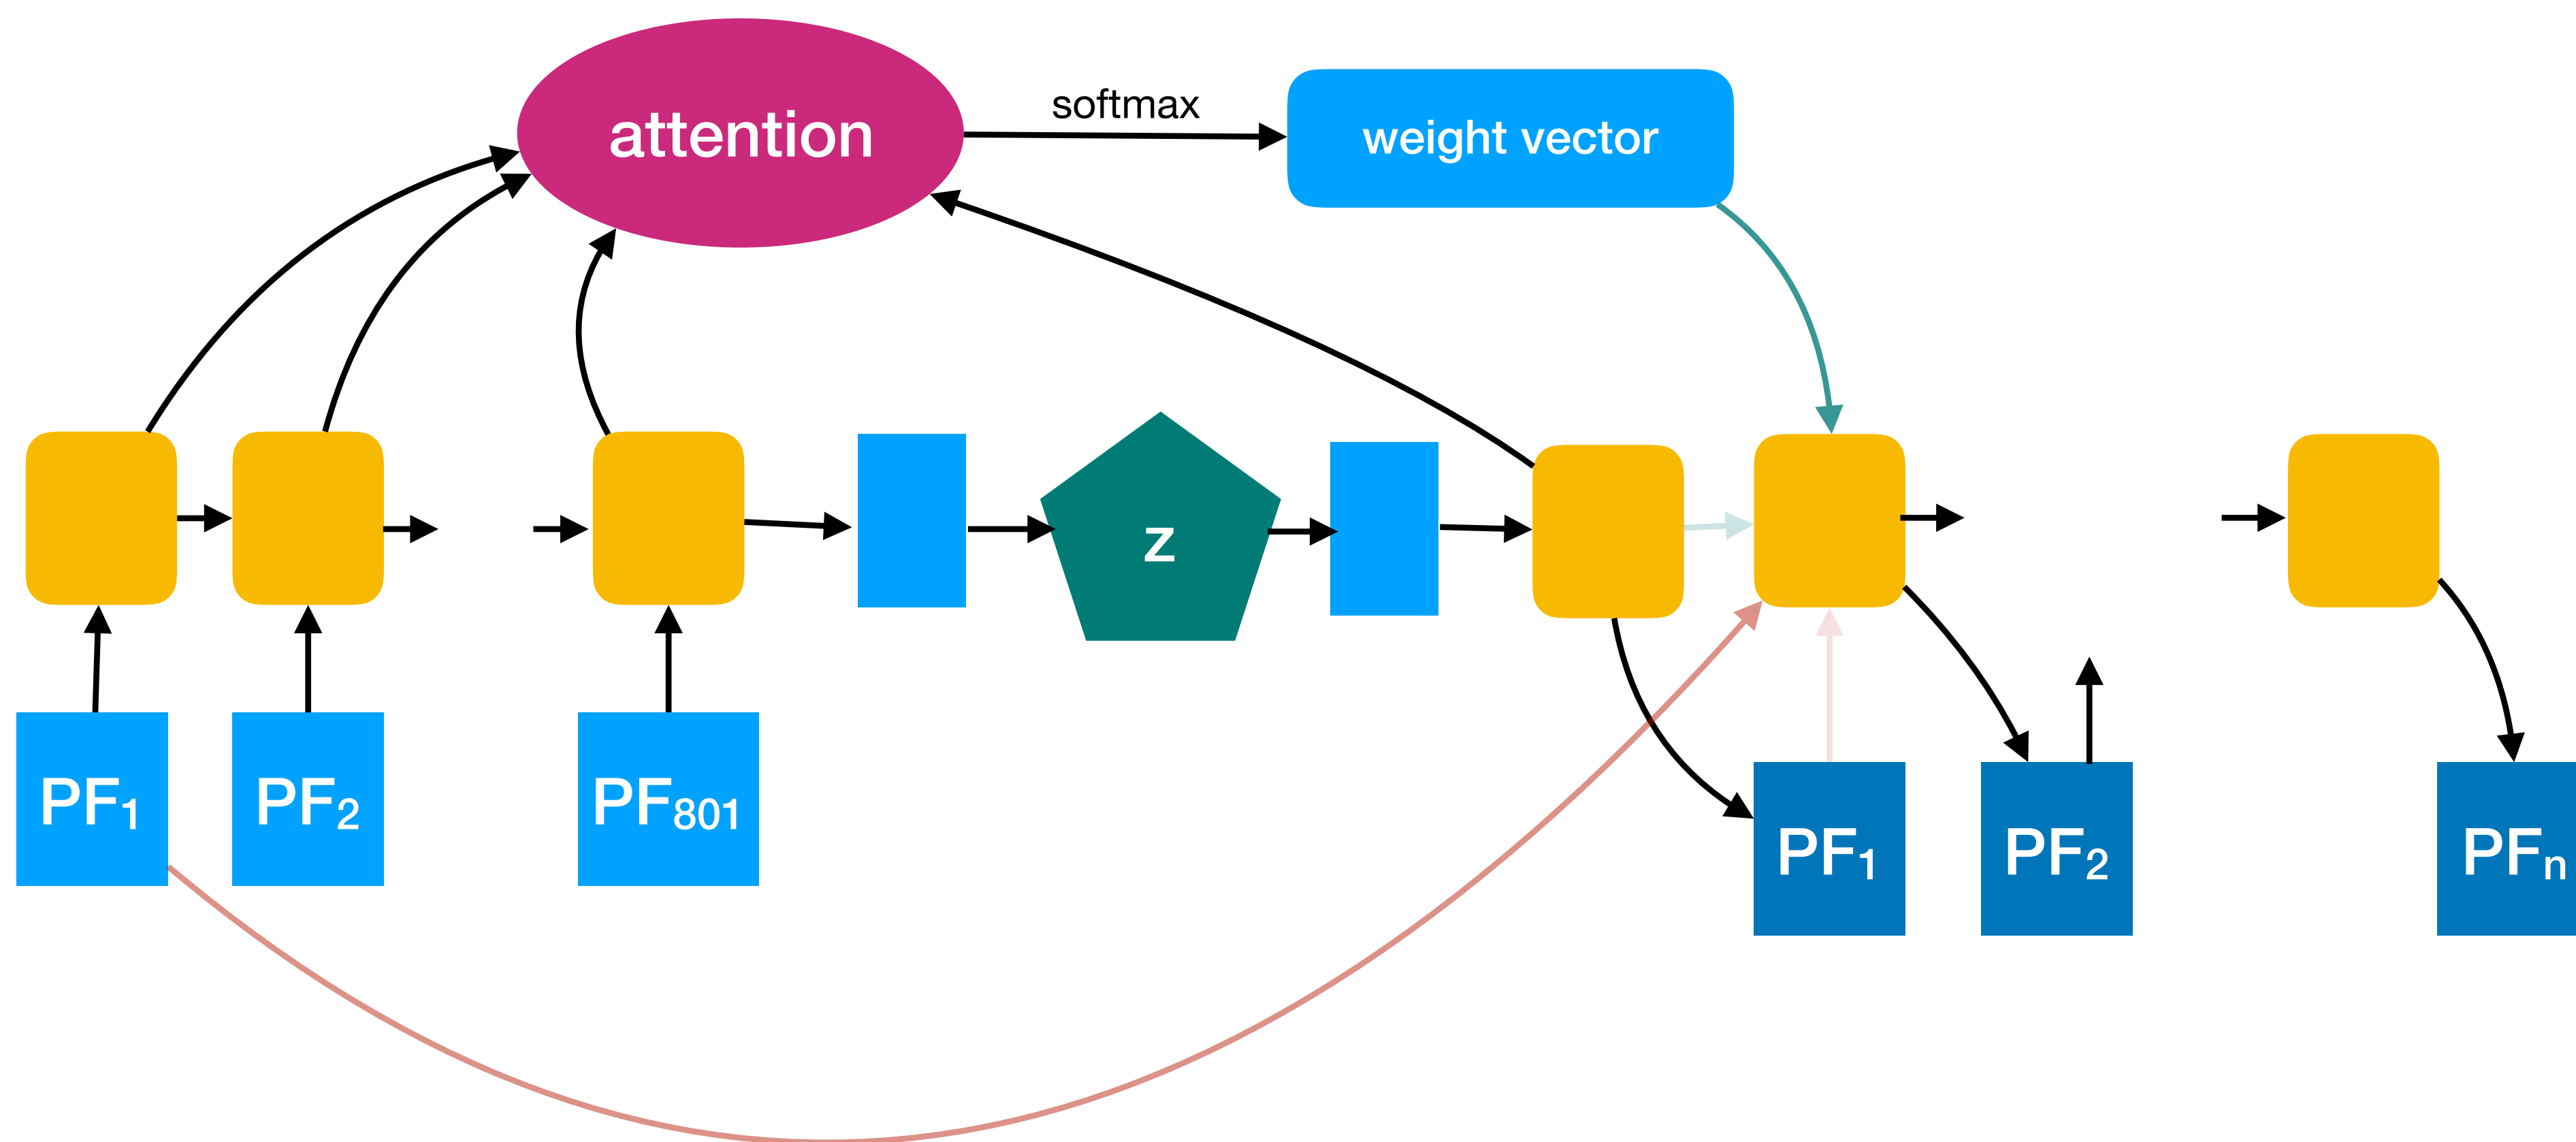 attention
softmax
weight vector
z
PF1
PF2
PF801
PF1
PF2
PFn